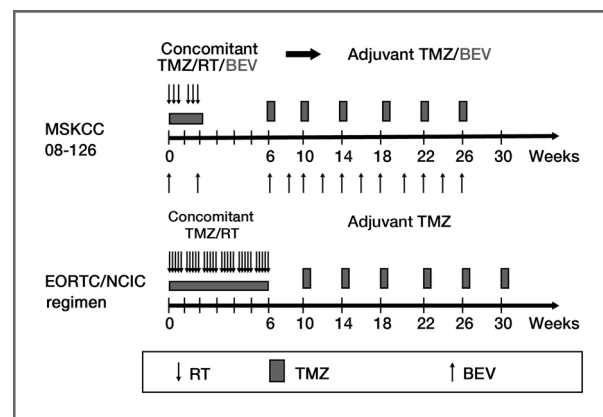 Concomitant
TMZ/RT/BEV
Adjuvant TMZ/BEV
MSKCC
08-126
0 6 10 14 18 22 26 30 Weeks
Concomitant
TMZ/RT
Adjuvant TMZ
EORTC/NCIC
regimen
0 6 10 14 18 22 26 30 Weeks
RT TMZ BEV